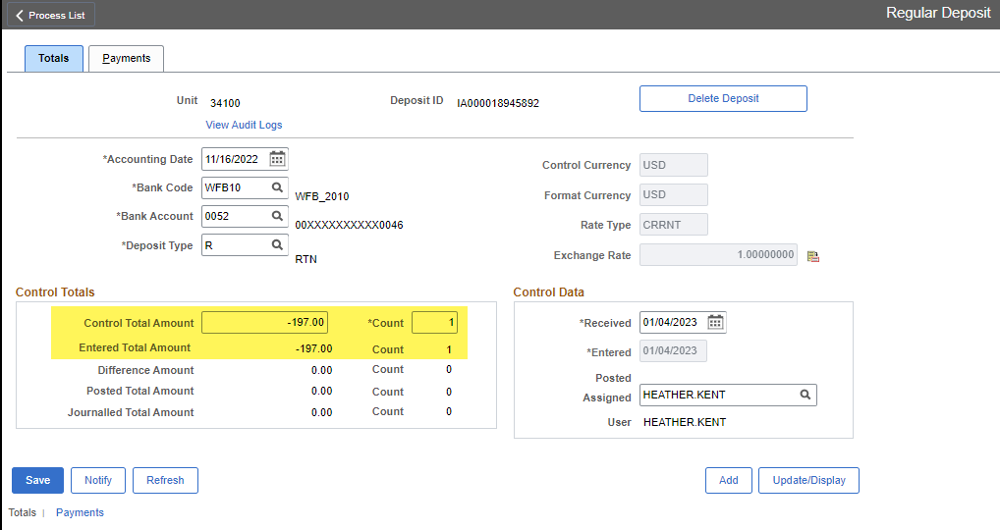 Process List
Regular Deposit
Totals
Payments
Unit 34100 Deposit ID IA000018945892 Delete Deposit
View Audit Logs
*Accounting Date 11/16/2022
*Bank Code WFB10 WFB_2010
*Bank Account 0052 00XXXXXXXXXX0046
*Deposit Type R RTN
Control Currency USD
Format Currency USD
Rate Type CRRNT
Exchange Rate 1.00000000
Control Totals
Control Total Amount -197.00 *Count 1
Entered Total Amount -197.00 Count 1
Difference Amount 0.00 Count 0
Posted Total Amount 0.00 Count 0
Journalled Total Amount 0.00 Count 0
Control Data
*Received 01/04/2023
*Entered 01/04/2023
Posted
Assigned HEATHER.KENT
User HEATHER.KENT
Save Notify Refresh Add Update/Display
Totals | Payments